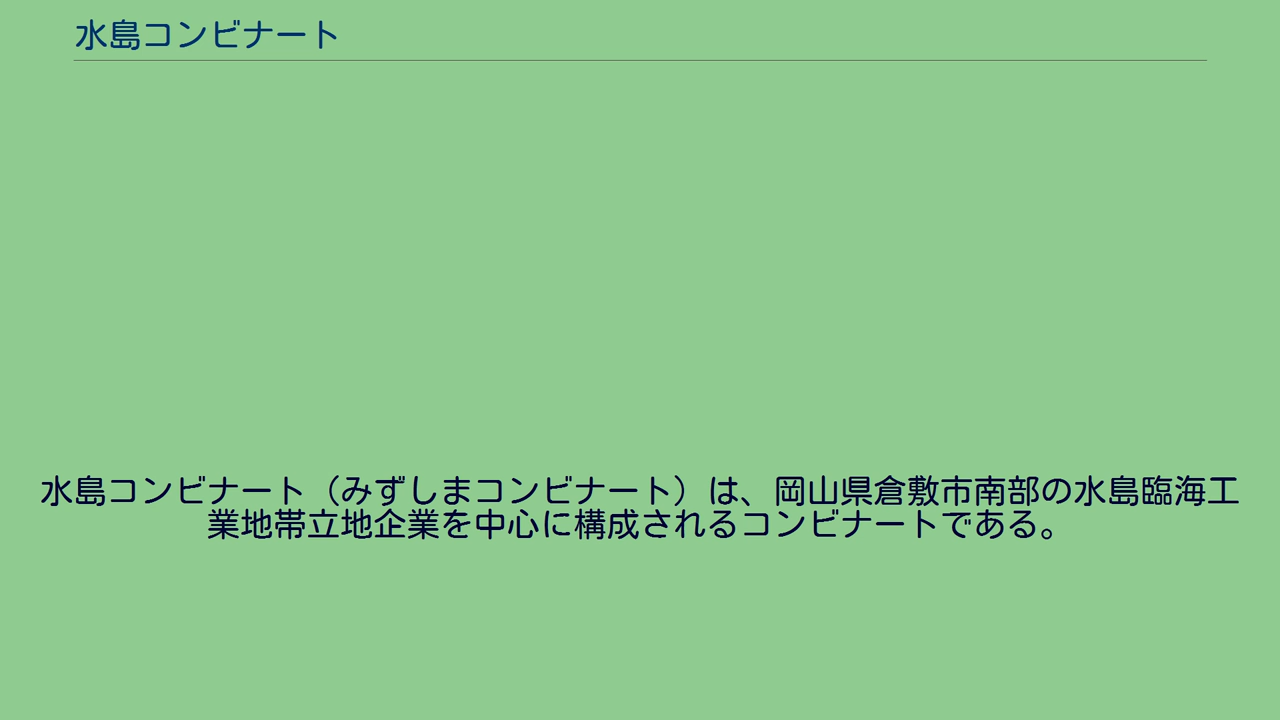 水島コンビナート
水島コンビナート（みずしまコンビナート）は、岡山県倉敷市南部の水島臨海工
業地帯立地企業を中心に構成されるコンビナートである。